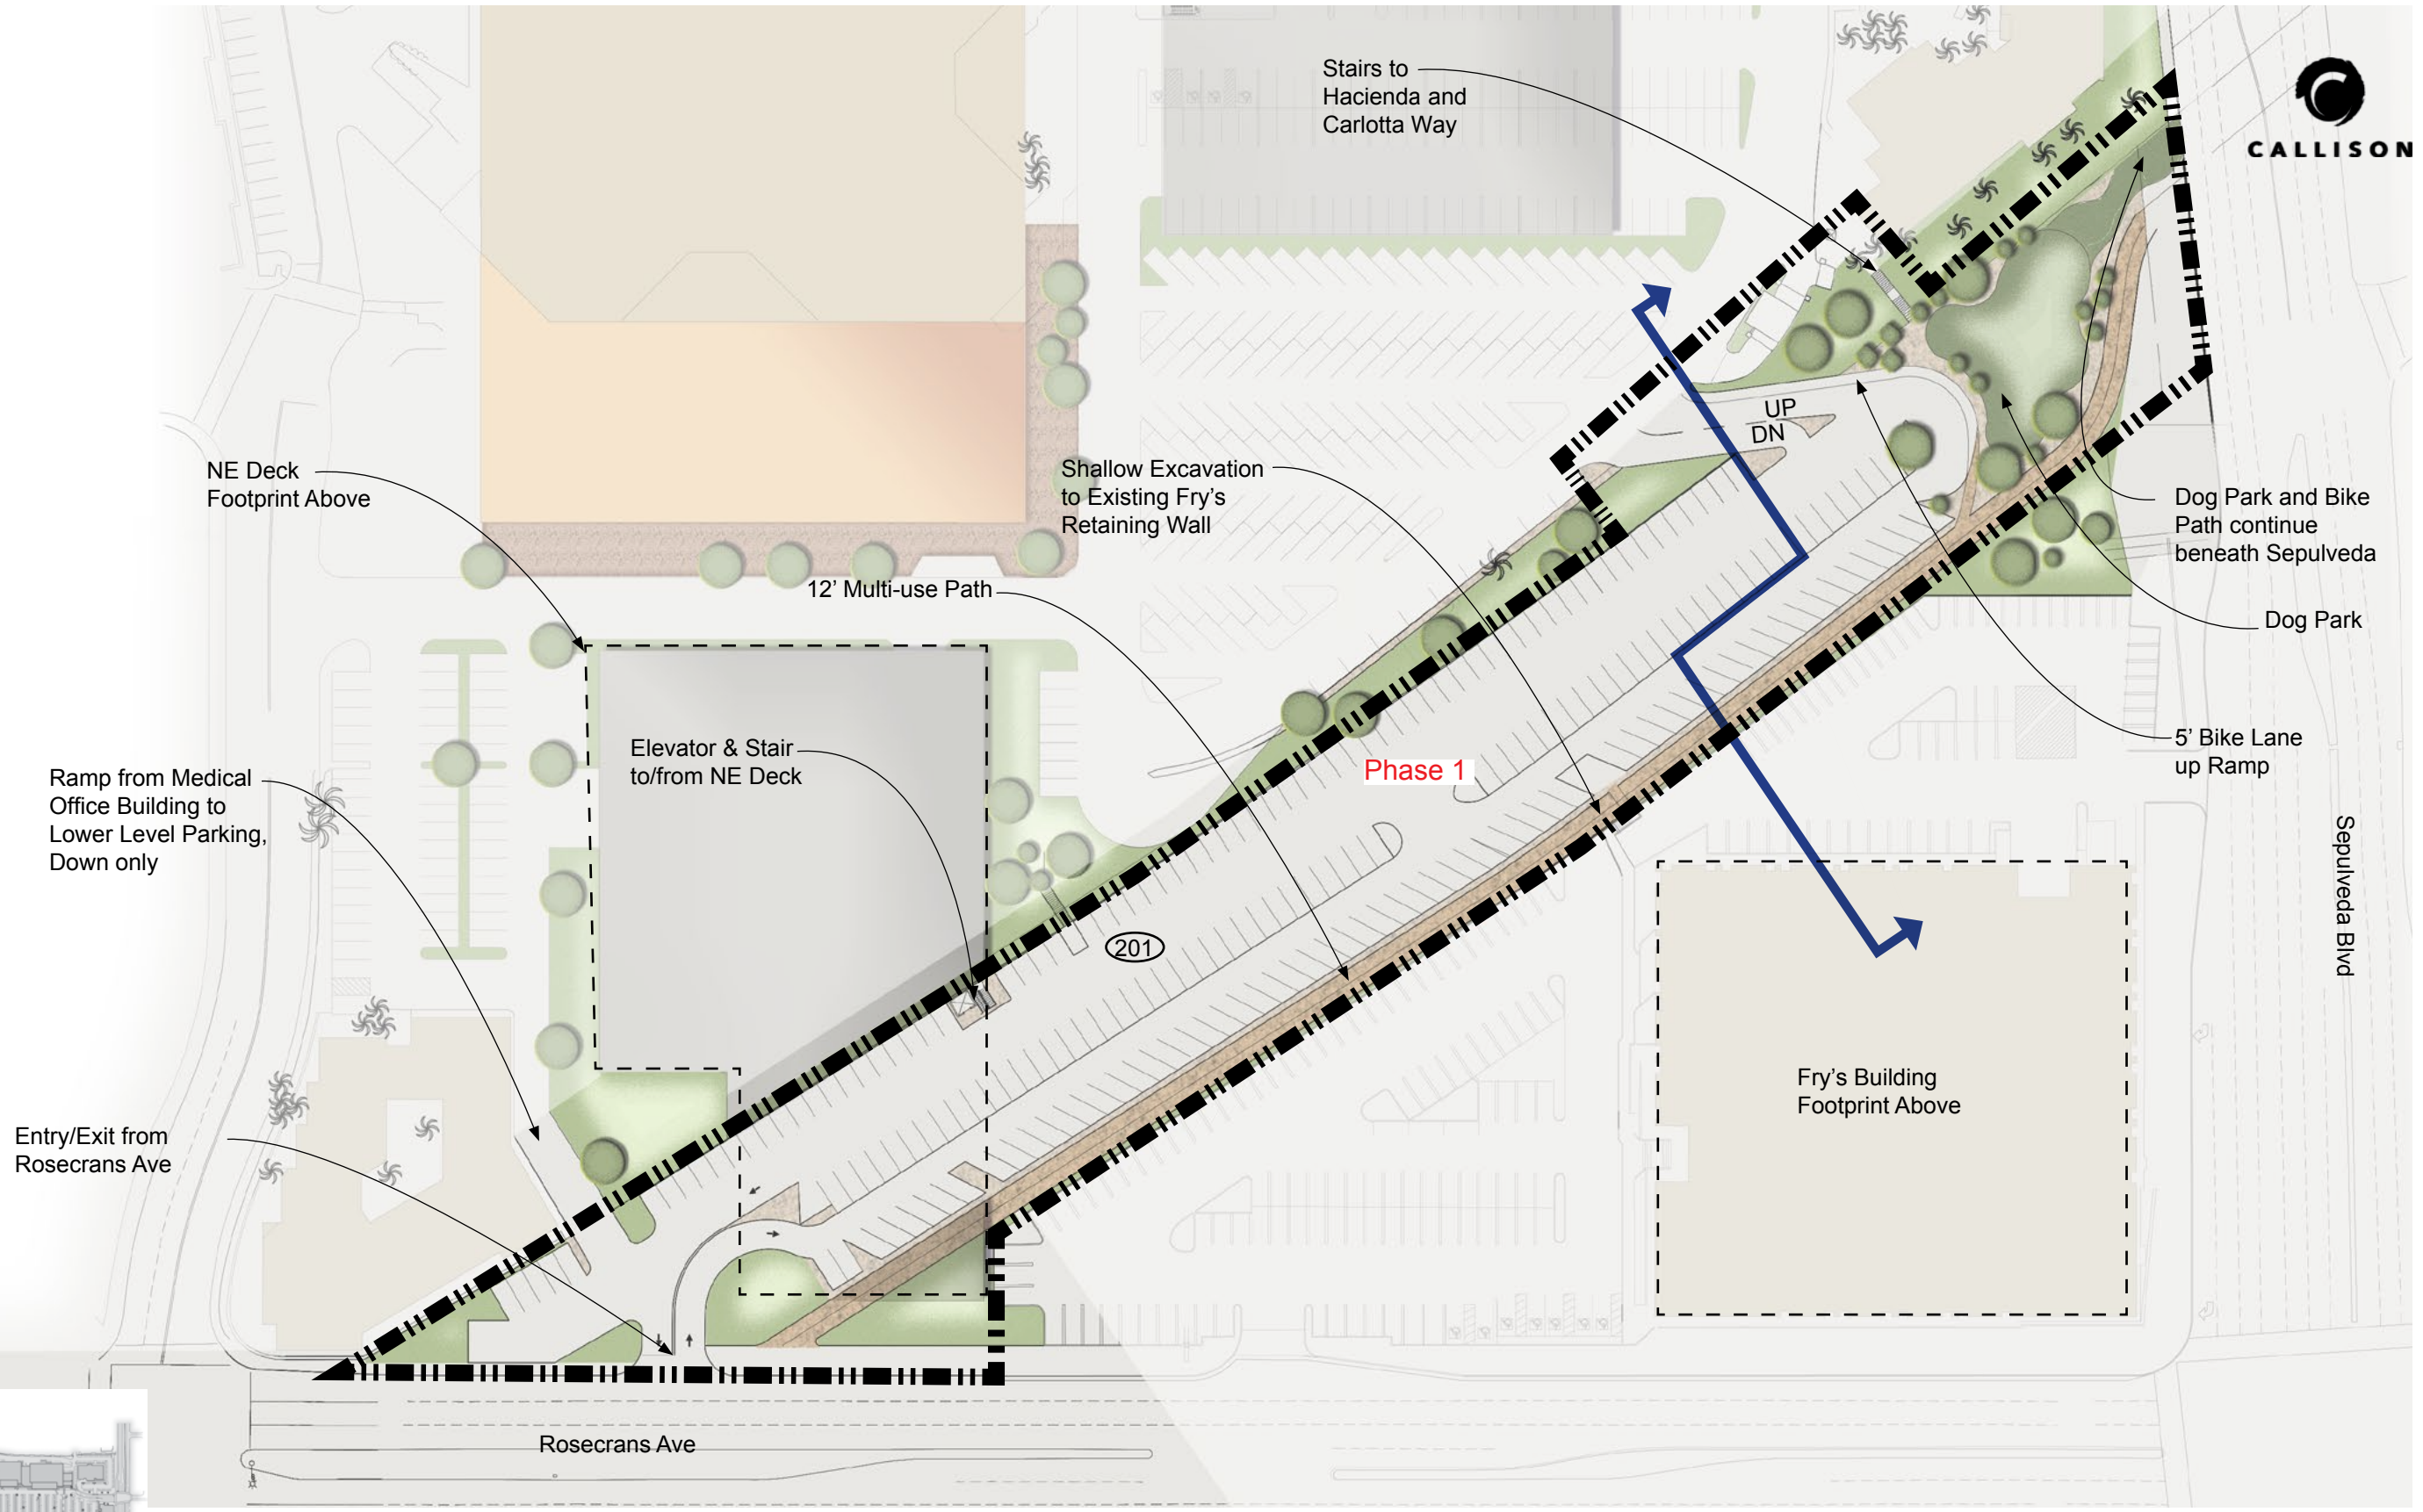 Stairs to
Hacienda and
Carlotta Way
CALLISON
UP
DN
NE Deck
Footprint Above
Shallow Excavation
to Existing Fry's
Retaining Wall
Dog Park and Bike
Path continue
beneath Sepulveda
12' Multi-use Path
Dog Park
Elevator & Stair
to/from NE Deck
5' Bike Lane
up Ramp
Phase 1
Ramp from Medical
Office Building to
Lower Level Parking,
Down only
Sepulveda Blvd
201
Fry's Building
Footprint Above
Entry/Exit from
Rosecrans Ave
Rosecrans Ave